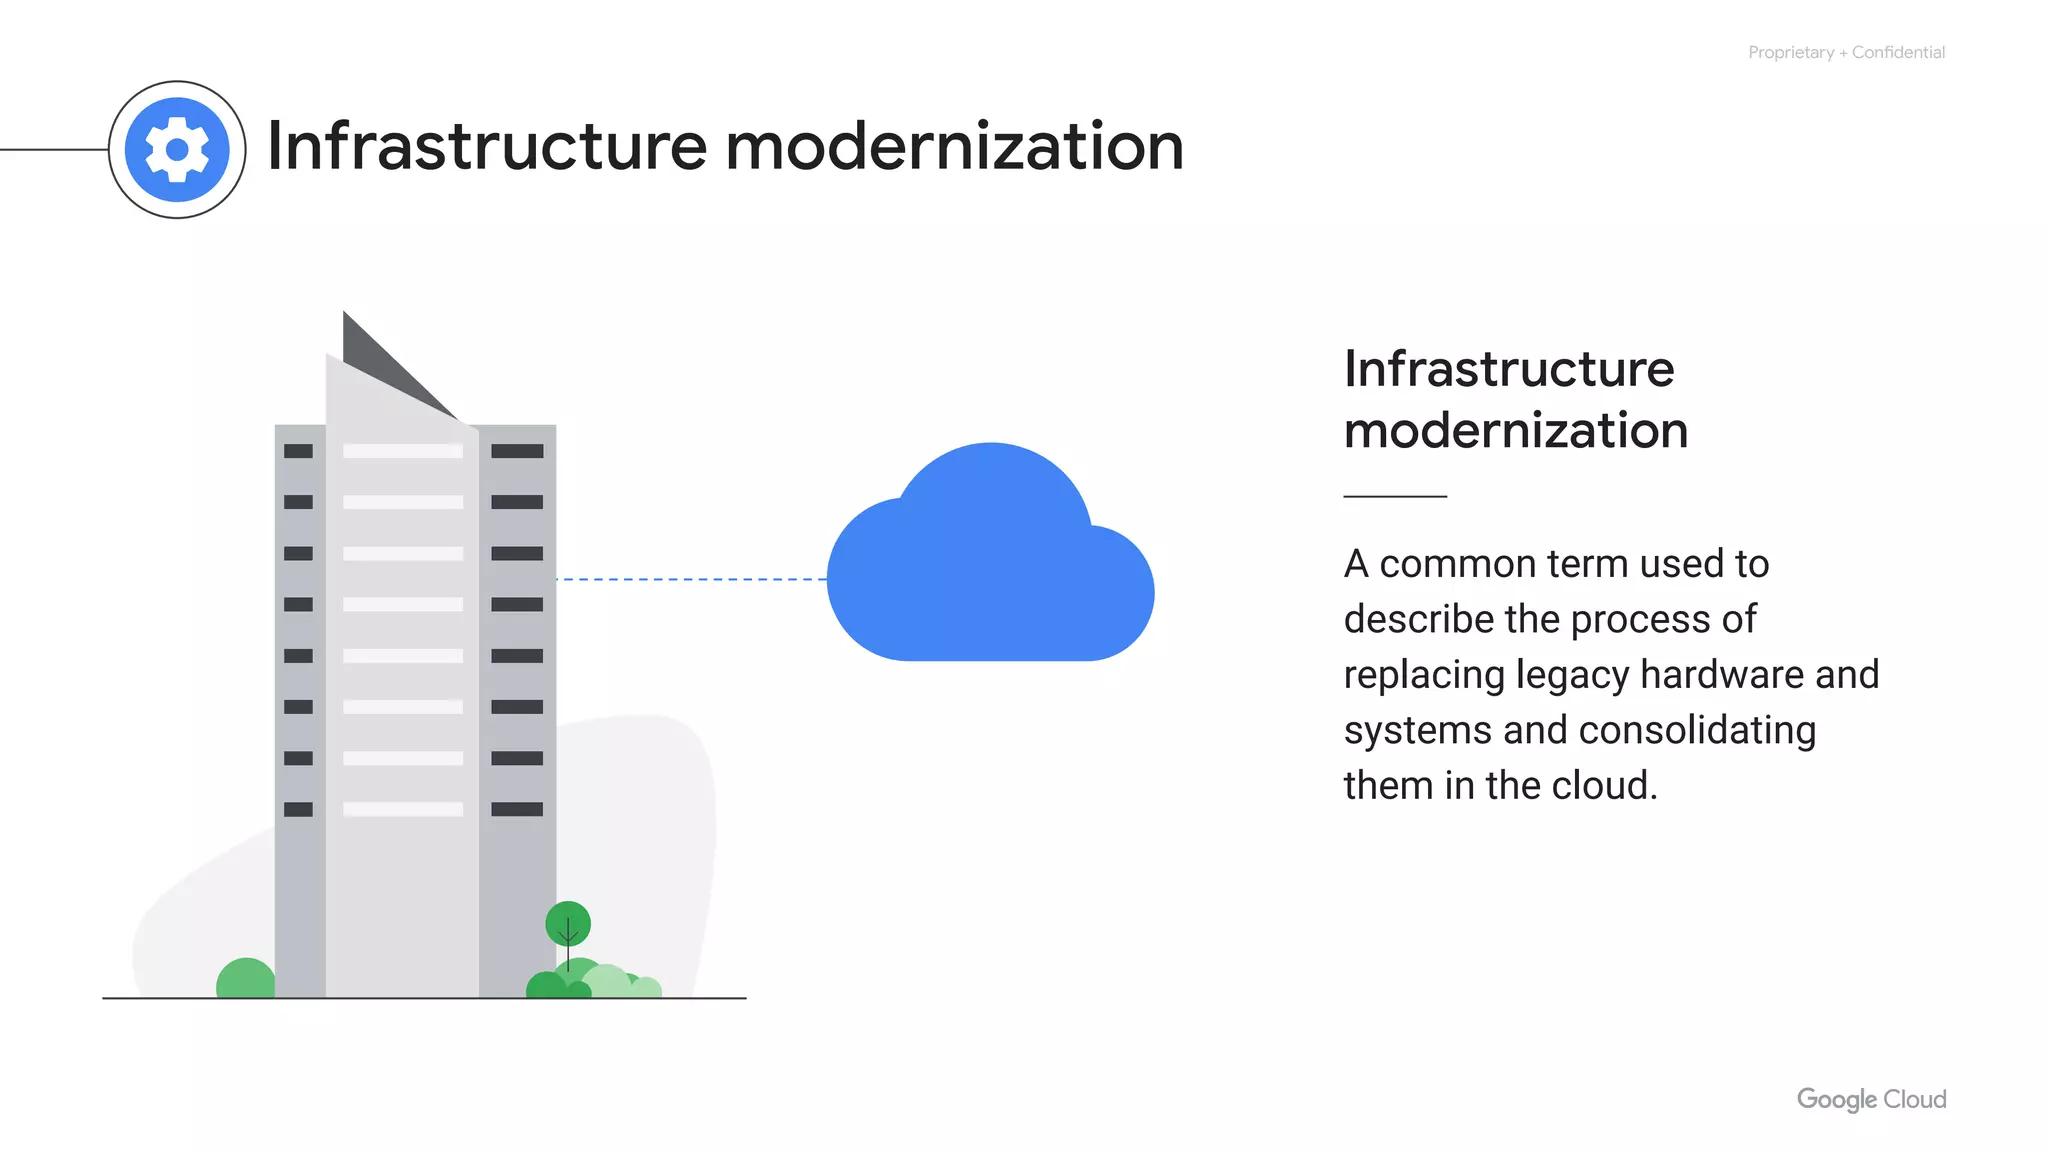 Proprietary + Confidential
Infrastructure modernization
Infrastructure
modernization
A common term used to
describe the process of
replacing legacy hardware and
systems and consolidating
them in the cloud.
Google Cloud